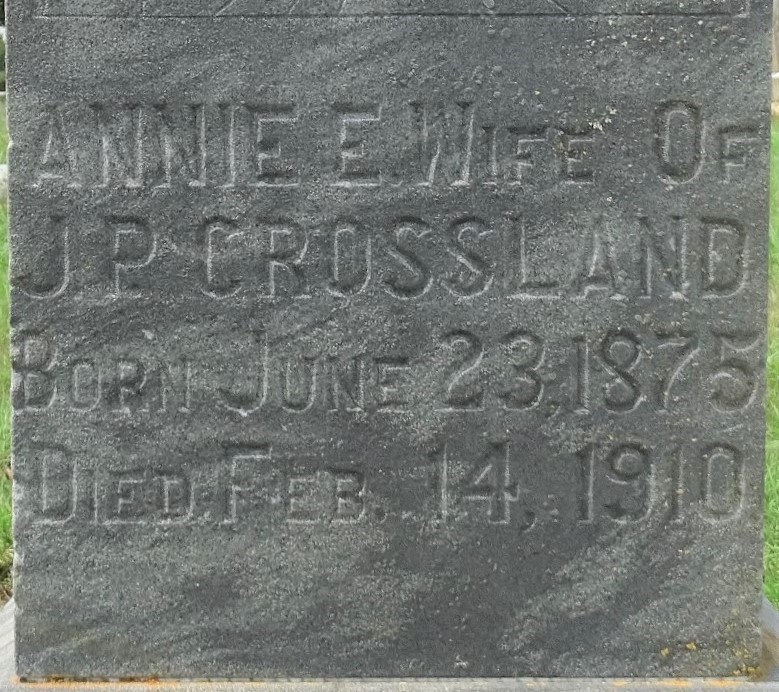 ANNIE E. WIFE OF
J.P. CROSSLAND
BORN JUNE 23, 1875
DIED. FEB. 14, 1910